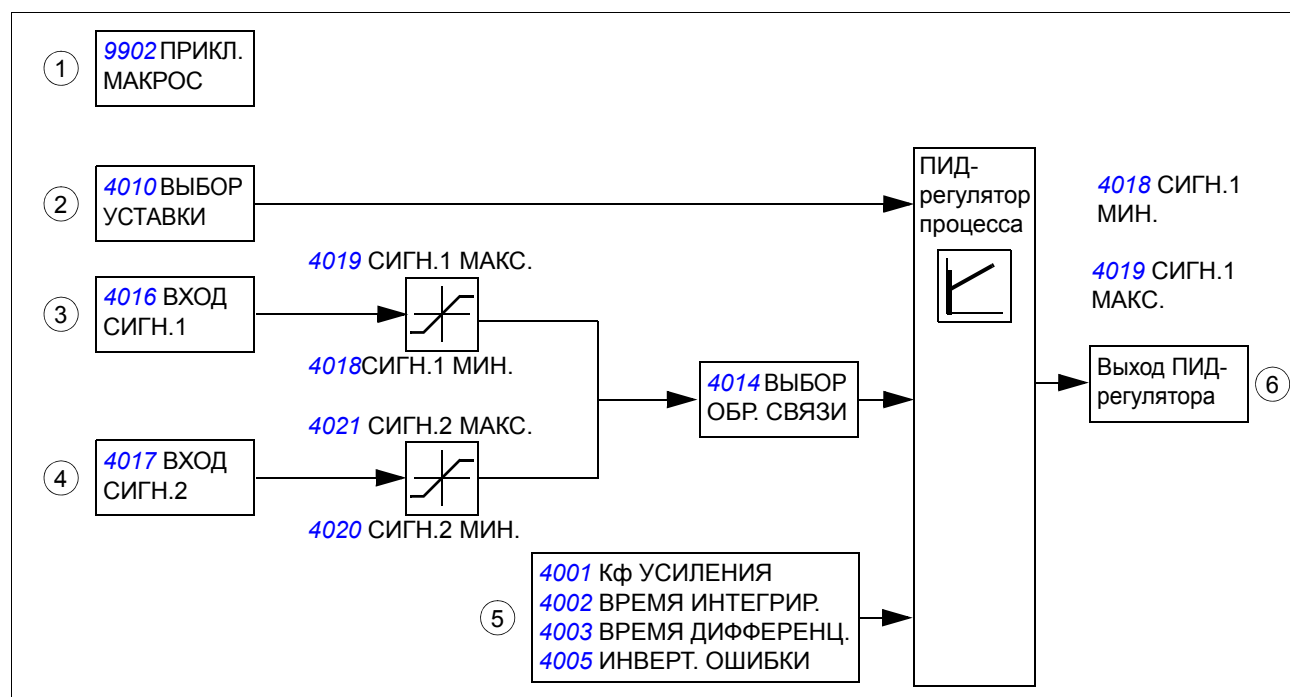 1
9902 ПРИКЛ.
МАКРОС
2
4010 ВЫБОР
УСТАВКИ
3
4016 ВХОД
СИГН.1
4019 СИГН.1 МАКС.
4018СИГН.1 МИН.
4
4017 ВХОД
СИГН.2
4021 СИГН.2 МАКС.
4020 СИГН.2 МИН.
4014 ВЫБОР
ОБР. СВЯЗИ
5
4001 Кф УСИЛЕНИЯ
4002 ВРЕМЯ ИНТЕГРИР.
4003 ВРЕМЯ ДИФФЕРЕНЦ.
4005 ИНВЕРТ. ОШИБКИ
ПИД-
регулятор
процесса
4018 СИГН.1
МИН.
4019 СИГН.1
МАКС.
Выход ПИД-
регулятора
6